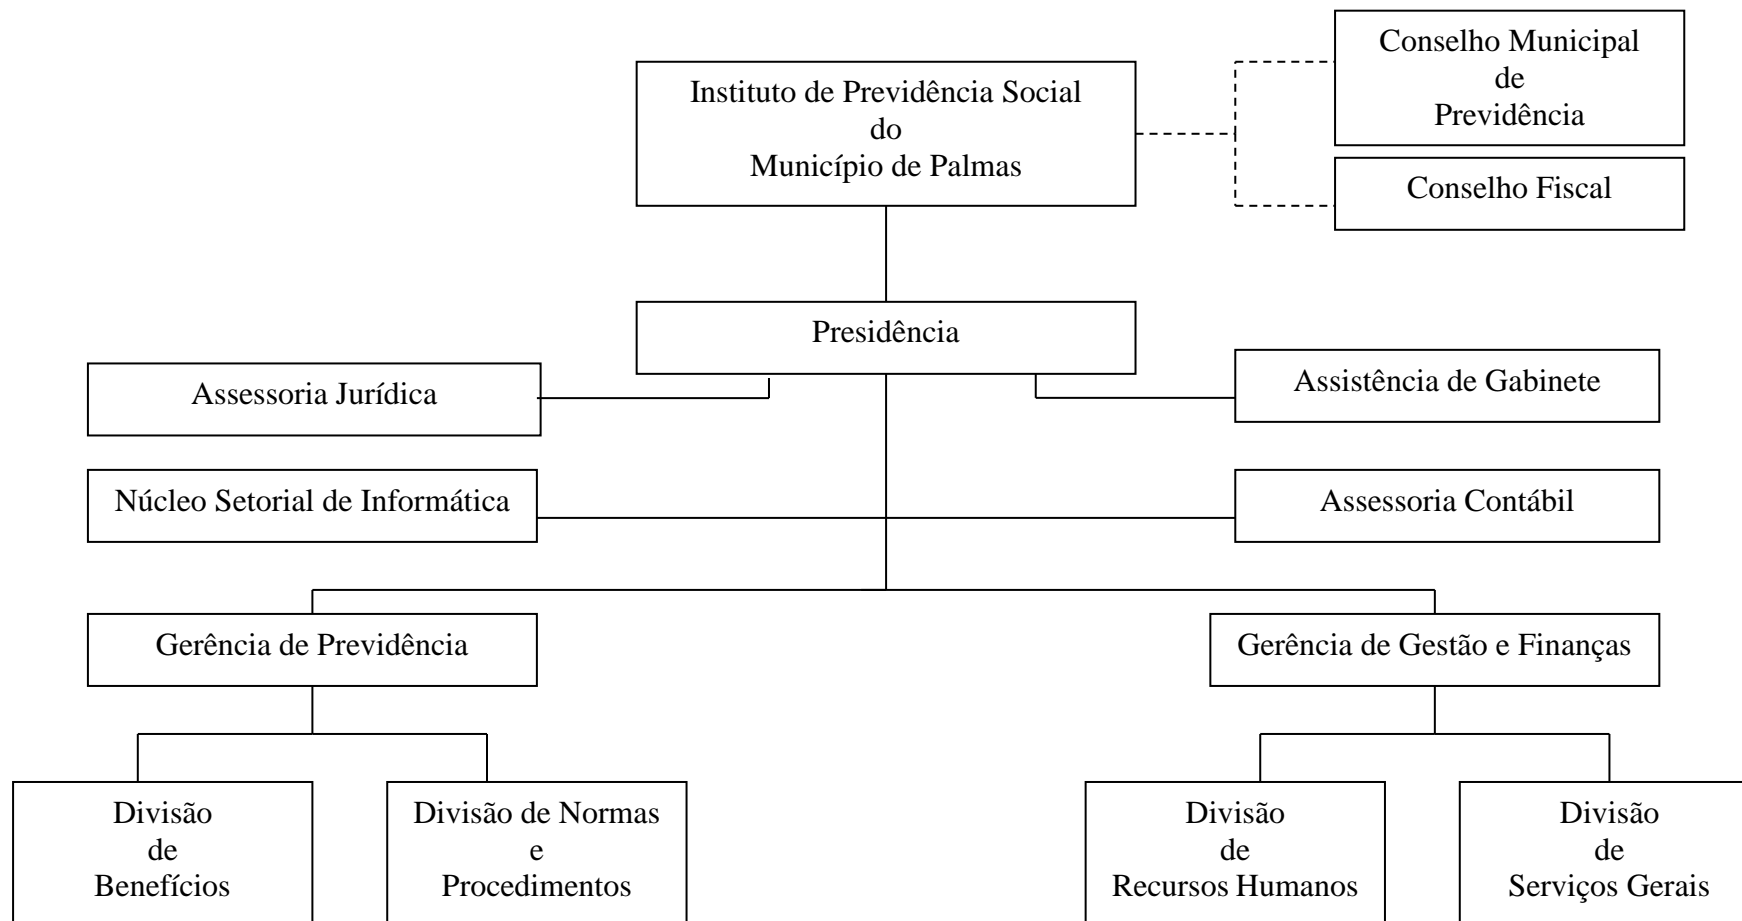 Conselho Municipal
de
Previdência
Instituto de Previdência Social
do
Município de Palmas
Conselho Fiscal
Presidência
Assessoria Jurídica
Assistência de Gabinete
Núcleo Setorial de Informática
Assessoria Contábil
Gerência de Previdência
Gerência de Gestão e Finanças
Divisão
de
Benefícios
Divisão de Normas
e
Procedimentos
Divisão
de
Recursos Humanos
Divisão
de
Serviços Gerais